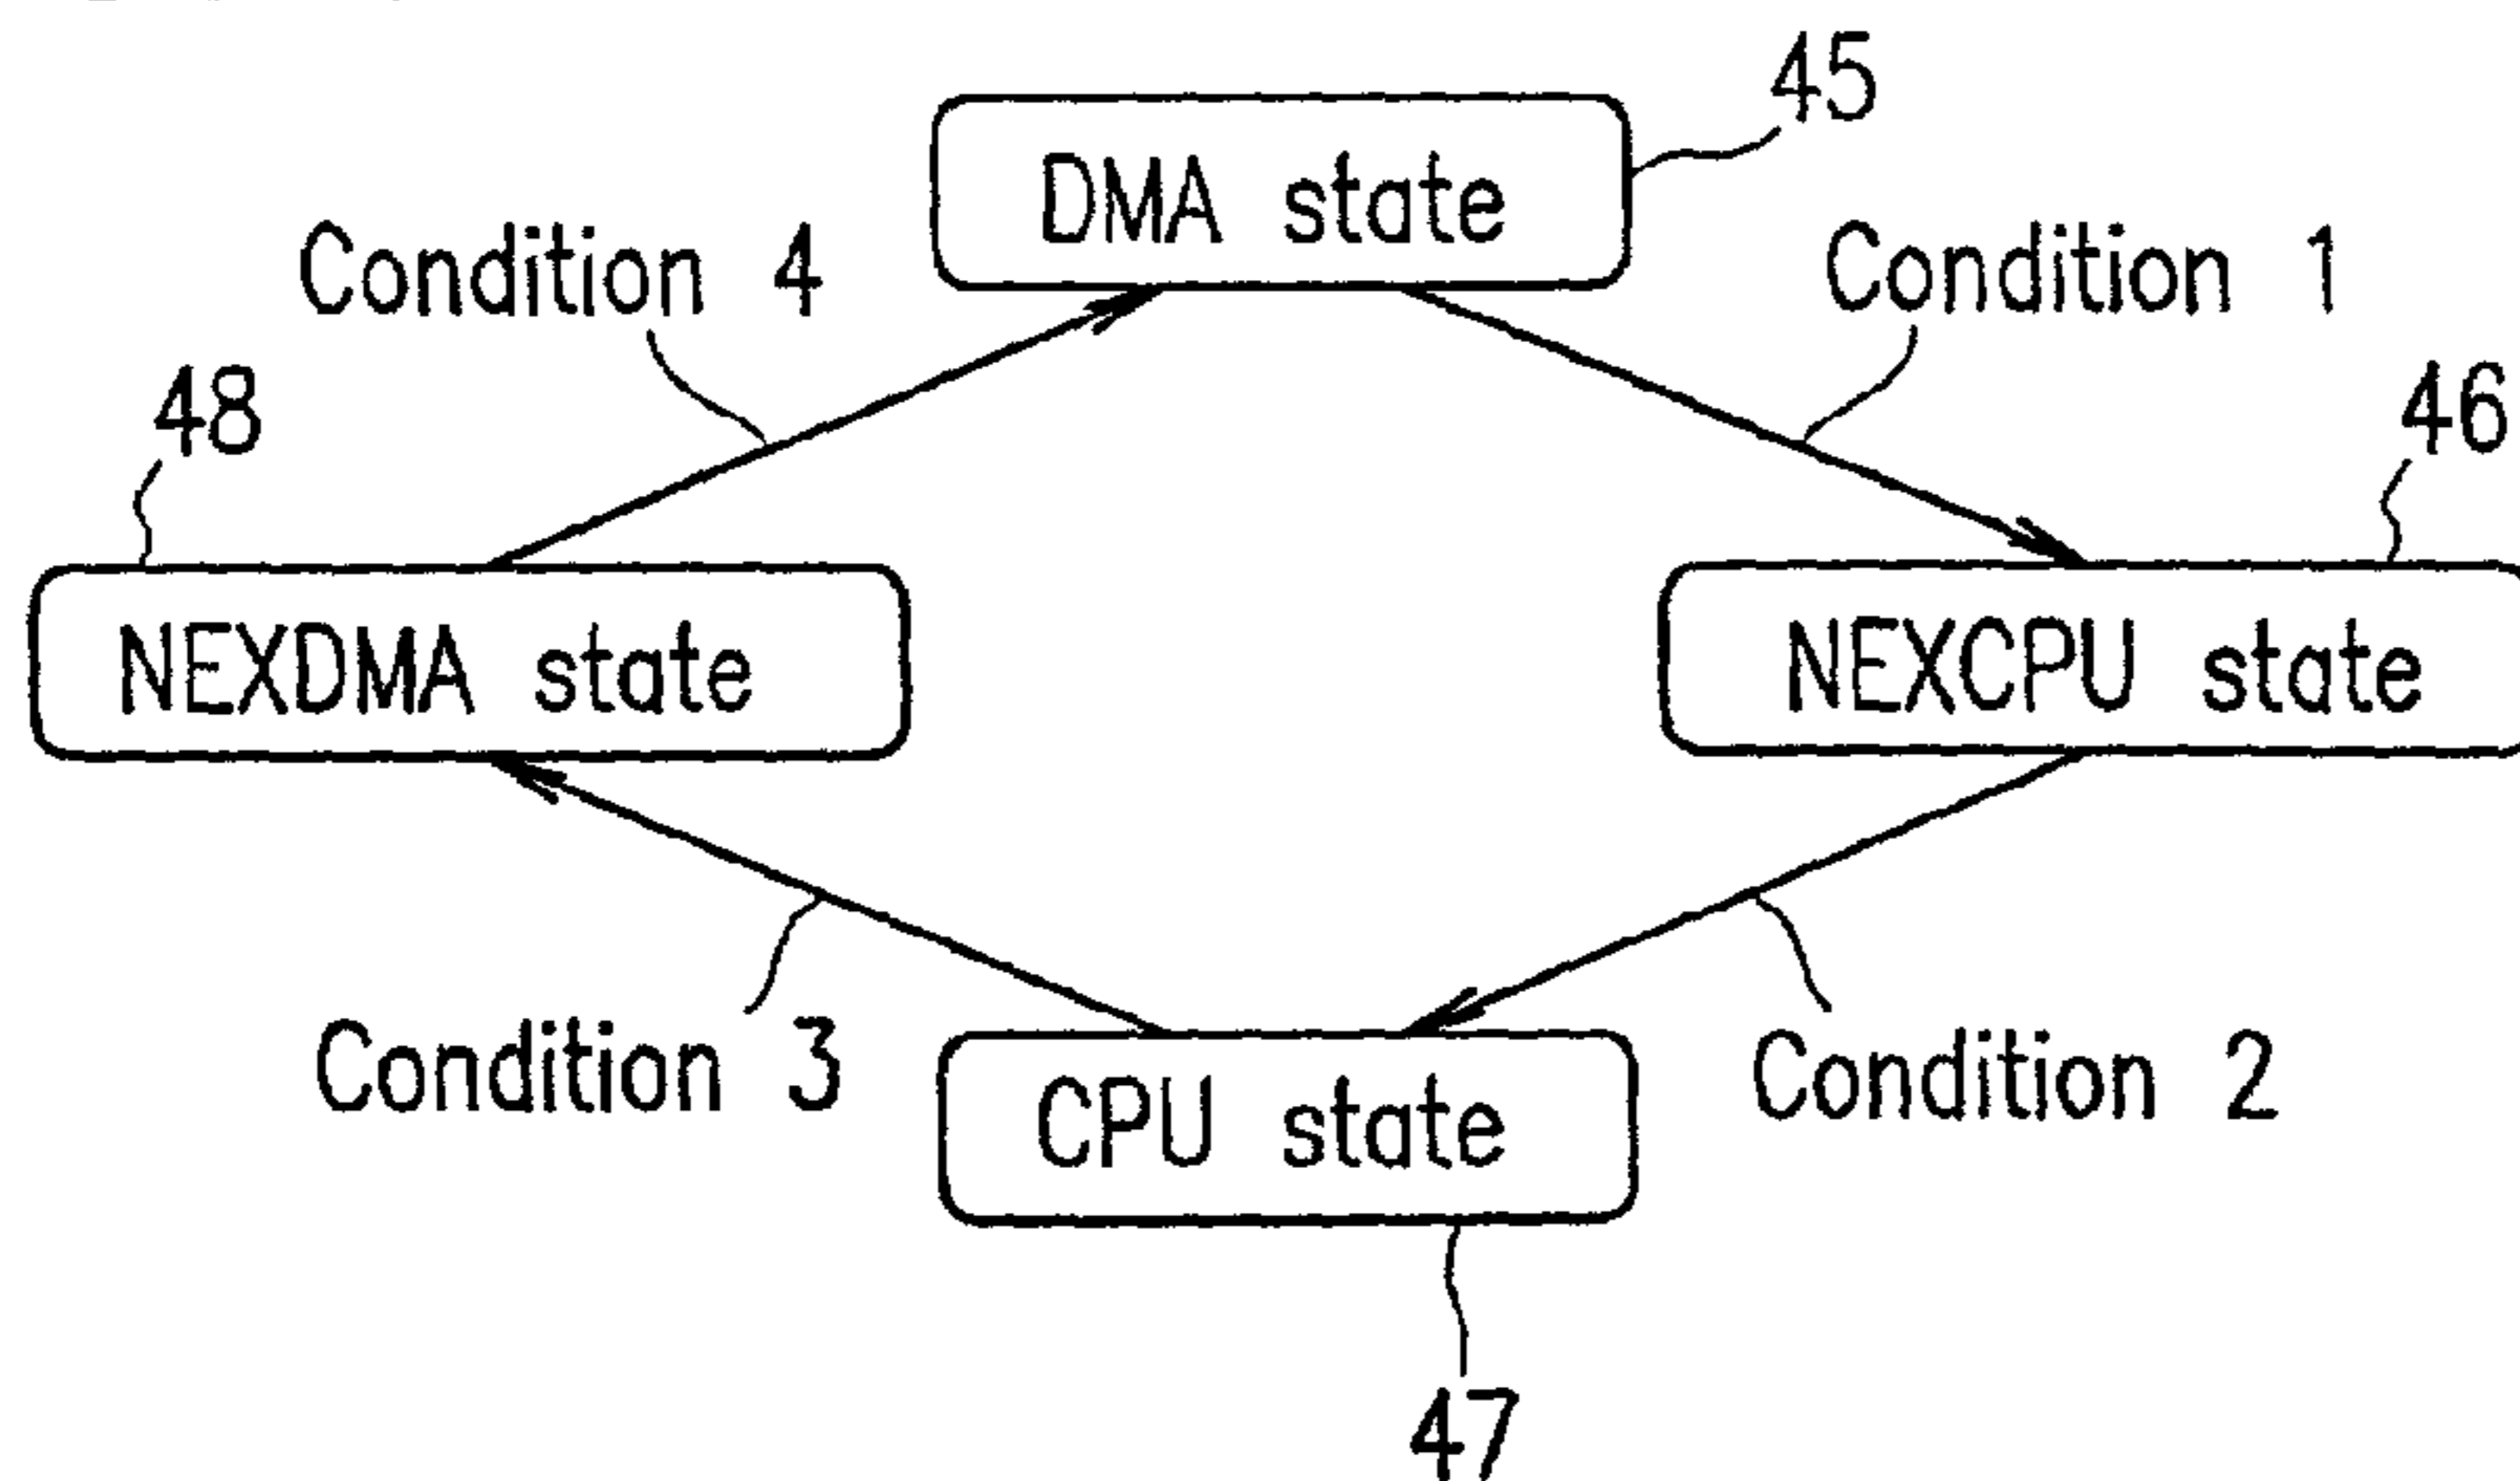 45
DMA state
Condition 4
Condition 1
48
46
NEXDMA state
NEXCPU state
Condition 3
Condition 2
CPU state
47